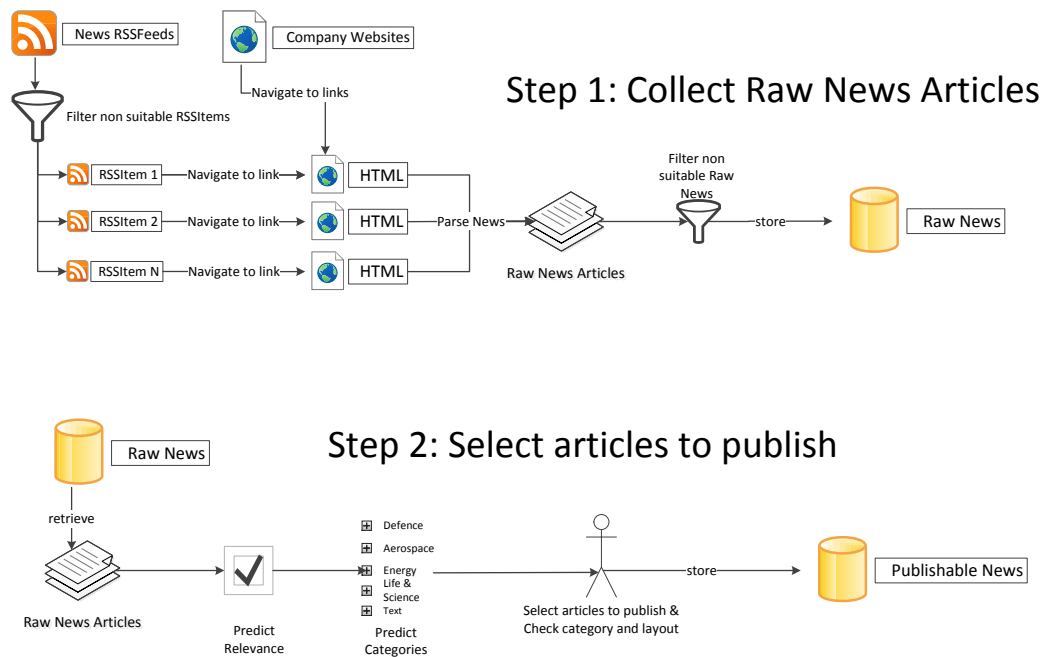 News RSSFeeds
Company Websites
Step 1: Collect Raw News Articles
Navigate to links
Filter non suitable RSSItems
Filter non
suitable Raw
News
RSSItem 1
Navigate to link
HTML
RSSItem 2
Navigate to link
HTML
Parse News
store
Raw News
RSSItem N
Navigate to link
HTML
Raw News Articles
Step 2: Select articles to publish
Raw News
retrieve
Defence
Aerospace
Energy
Life &
Science
Text
store
Publishable News
Raw News Articles
Predict
Relevance
Predict
Categories
Select articles to publish &
Check category and layout